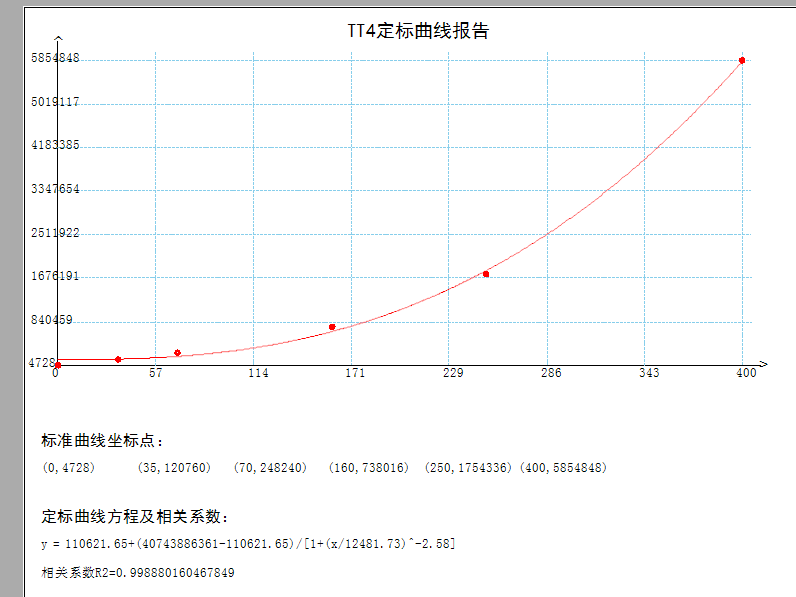 TT4定标曲线报告
5854848
5019117
4183385
3347654
2511922
1676191
840459
4728
0 57 114 171 229 286 343 400
标准曲线坐标点:
(0,4728) (35,120760) (70,248240) (160,738016) (250,1754336) (400,5854848)
定标曲线方程及相关系数:
y = 110621.65+(40743886361-110621.65)/[1+(x/12481.73)^-2.58]
相关系数R2=0.998880160467849